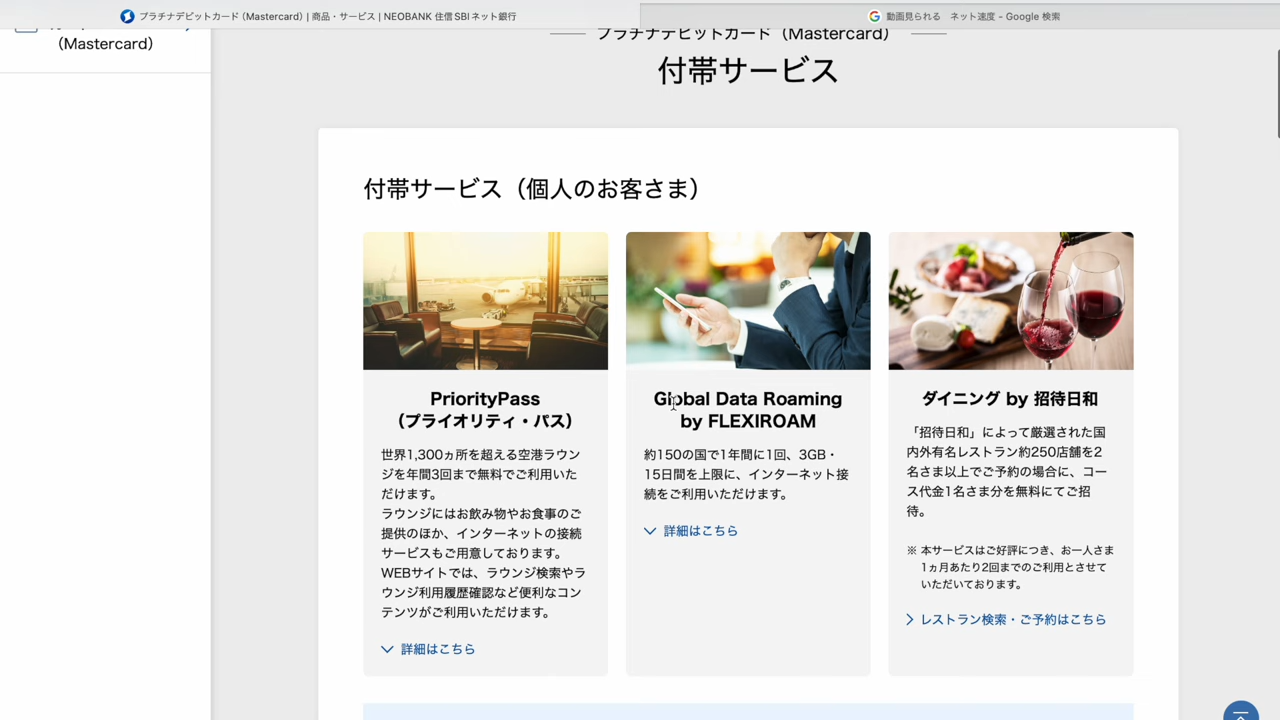 プラチナデビットカード（Mastercard）| 商品・サービス | NEOBANK 住信SBIネット銀行
動画見られる　ネット速度 - Google 検索
（Mastercard）
プラチナデビットカード（Mastercard）
付帯サービス
付帯サービス（個人のお客さま）
PriorityPass
（プライオリティ・パス）
世界1,300ヵ所を超える空港ラウン
ジを年間3回まで無料でご利用いた
だけます。
ラウンジにはお飲み物やお食事のご
提供のほか、インターネットの接続
サービスもご用意しております。
WEBサイトでは、ラウンジ検索やラ
ウンジ利用履歴確認など便利なコン
テンツがご利用いただけます。
詳細はこちら
Global Data Roaming
by FLEXIROAM
約150の国で1年間に1回、3GB・
15日間を上限に、インターネット接
続をご利用いただけます。
詳細はこちら
ダイニング by 招待日和
「招待日和」によって厳選された国
内外有名レストラン約250店舗を2
名さま以上でご予約の場合に、コー
ス代金1名さま分を無料にてご招
待。
※ 本サービスはご好評につき、お一人さま
1ヵ月あたり2回までのご利用とさせて
いただいております。
レストラン検索・ご予約はこちら